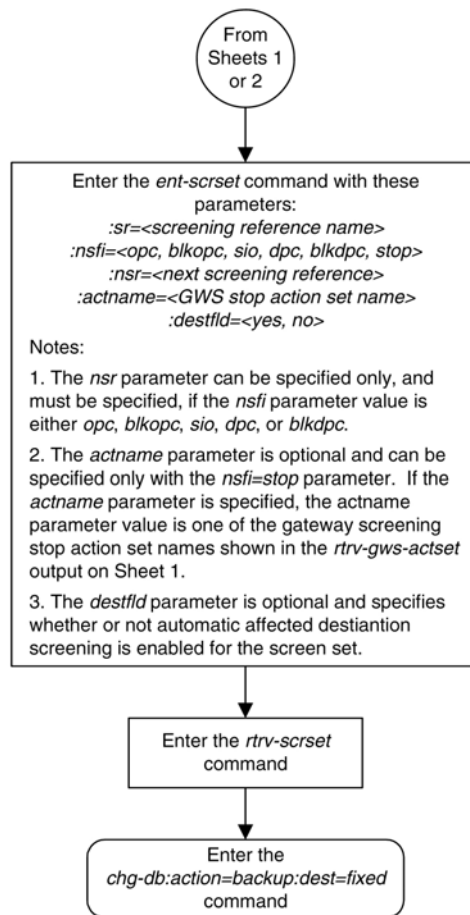 From
Sheets 1
or 2
Enter the ent-scrset command with these
parameters:
:sr=<screening reference name>
:nsfi=<opc, blkopc, sio, dpc, blkdpc, stop>
:nsr=<next screening reference>
:actname=<GWS stop action set name>
:destfld=<yes, no>
Notes:
1. The nsr parameter can be specified only, and
must be specified, if the nsfi parameter value is
either opc, blkopc, sio, dpc, or blkdpc.
2. The actname parameter is optional and can be
specified only with the nsfi=stop parameter. If the
actname parameter is specified, the actname
parameter value is one of the gateway screening
stop action set names shown in the rtrv-gws-actset
output on Sheet 1.
3. The destfld parameter is optional and specifies
whether or not automatic affected destiantion
screening is enabled for the screen set.
Enter the rtrv-scrset
command
Enter the
chg-db:action=backup:dest=fixed
command